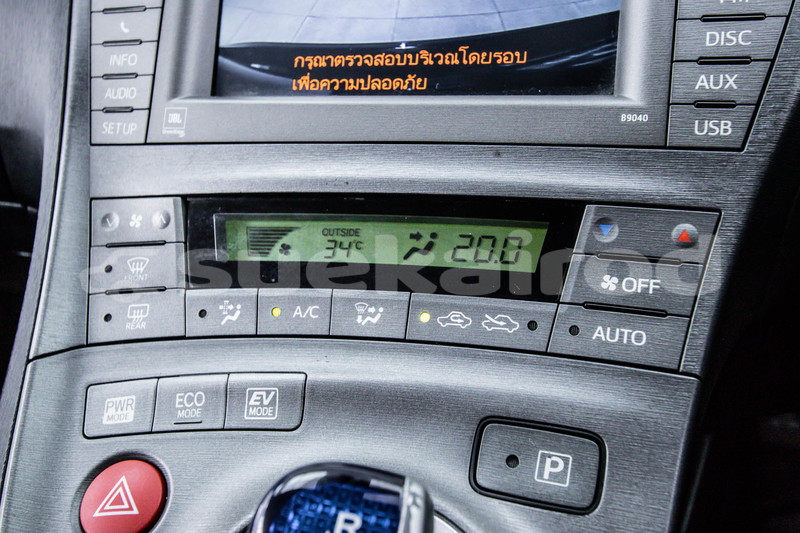 กรุณาตรวจสอบบริเวณโดยรอบ
เพื่อความปลอดภัย
INFO
AUDIO
SETUP
JBL
B9040
DISC
AUX
USB
OUTSIDE
34°C
20.0
FRONT
REAR
A/C
OFF
AUTO
PWR
MODE
ECO
MODE
EV
MODE
P
R